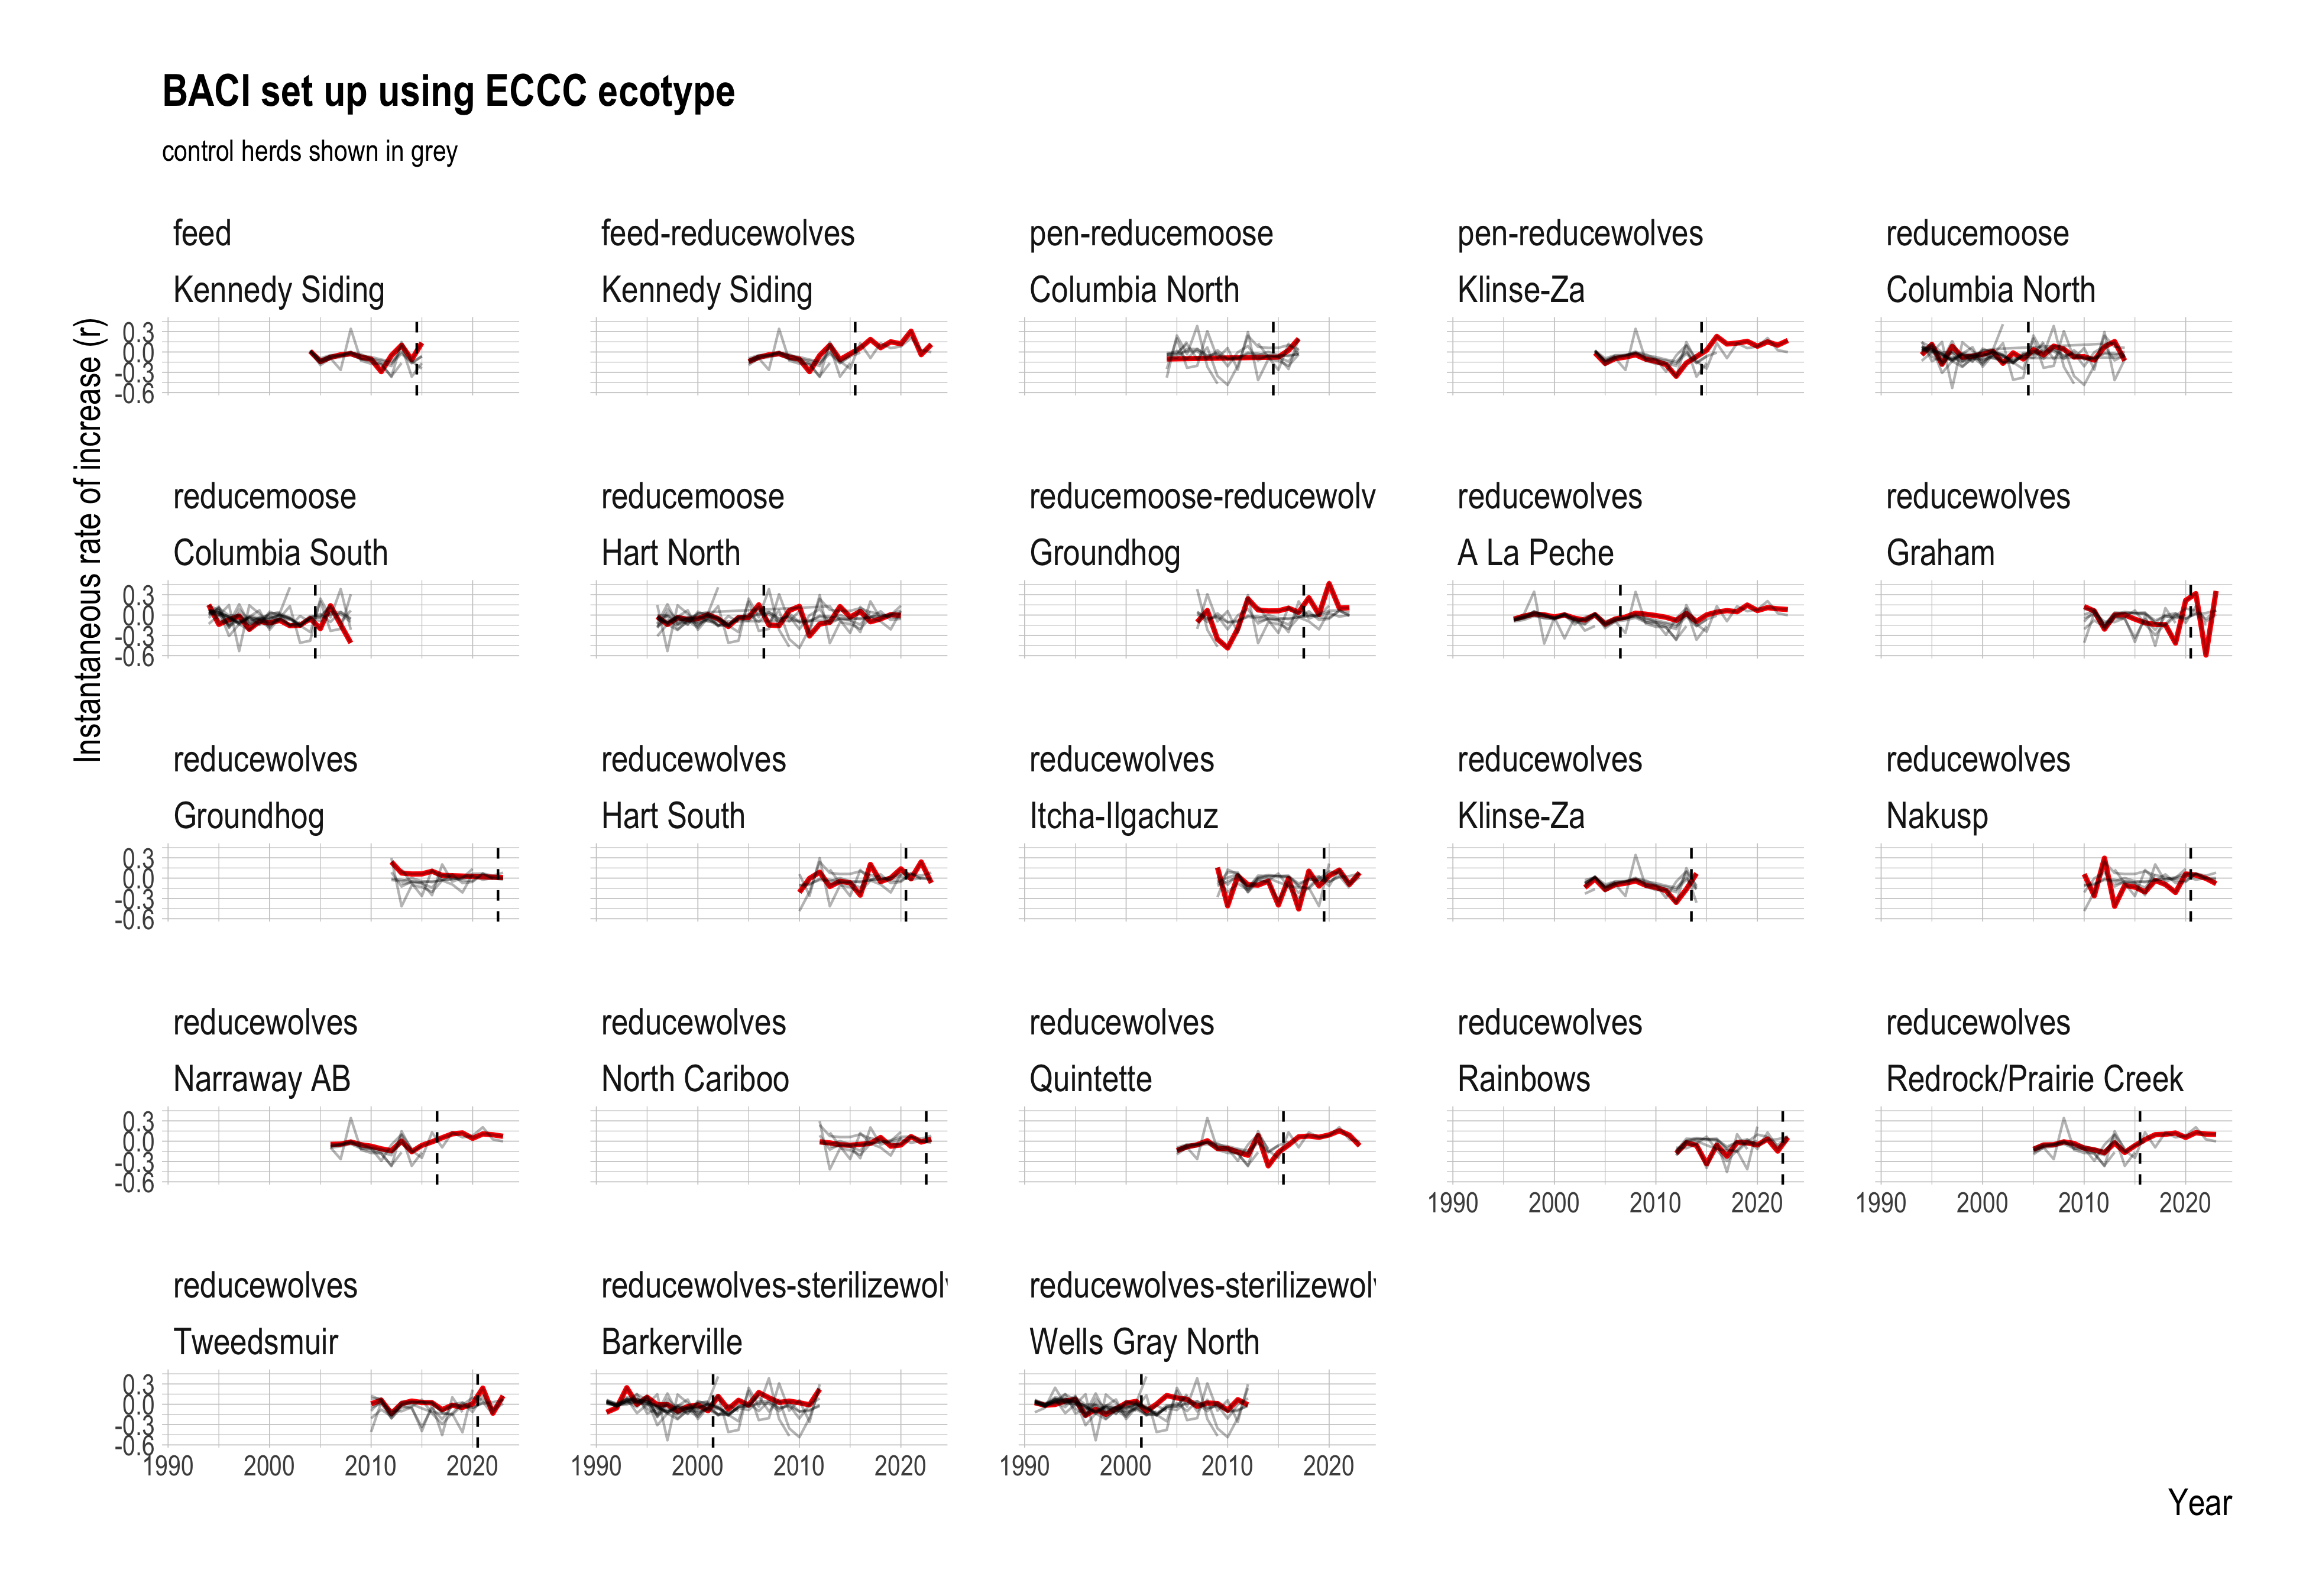 BACI set up using ECCC ecotype
control herds shown in grey
Instantaneous rate of increase (r)
feed
Kennedy Siding
feed-reducewolves
Kennedy Siding
pen-reducemoose
Columbia North
pen-reducewolves
Klinse-Za
reducemoose
Columbia North
0.3
0.0
-0.3
-0.6
reducemoose
Columbia South
reducemoose
Hart North
reducemoose-reducewolv
Groundhog
reducewolves
A La Peche
reducewolves
Graham
0.3
0.0
-0.3
-0.6
reducewolves
Groundhog
reducewolves
Hart South
reducewolves
Itcha-Ilgachuz
reducewolves
Klinse-Za
reducewolves
Nakusp
0.3
0.0
-0.3
-0.6
reducewolves
Narraway AB
reducewolves
North Cariboo
reducewolves
Quintette
reducewolves
Rainbows
reducewolves
Redrock/Prairie Creek
0.3
0.0
-0.3
-0.6
1990 2000 2010 2020
1990 2000 2010 2020
reducewolves
Tweedsmuir
reducewolves-sterilizewolv
Barkerville
reducewolves-sterilizewolv
Wells Gray North
0.3
0.0
-0.3
-0.6
1990 2000 2010 2020
1990 2000 2010 2020
1990 2000 2010 2020
Year